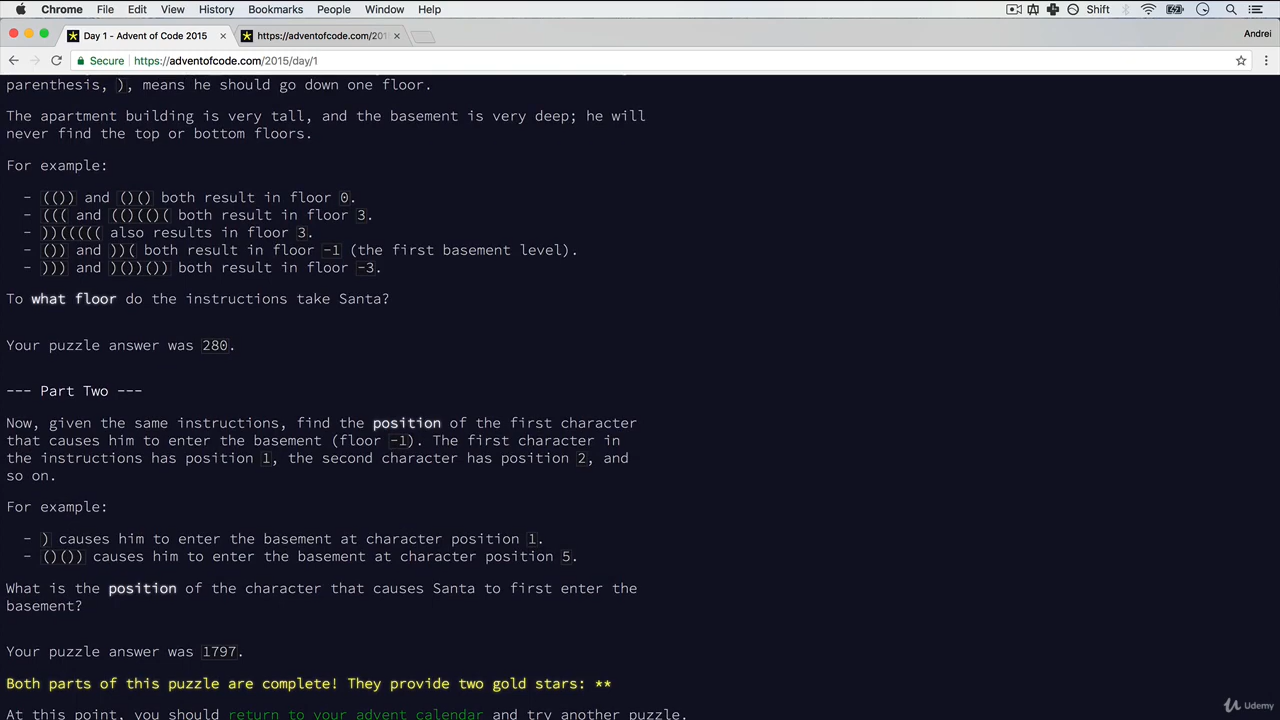 Chrome File Edit View History Bookmarks People Window Help Shift
Day 1 - Advent of Code 2015 https://adventofcode.com/201 Andrei
Secure https://adventofcode.com/2015/day/1
parenthesis, ), means he should go down one floor.
The apartment building is very tall, and the basement is very deep; he will
never find the top or bottom floors.
For example:
- (()) and ()() both result in floor 0.
- ((( and (()(()( both result in floor 3.
- ))((((( also results in floor 3.
- ()) and ))( both result in floor -1 (the first basement level).
- ))) and )())()) both result in floor -3.
To what floor do the instructions take Santa?
Your puzzle answer was 280.
--- Part Two ---
Now, given the same instructions, find the position of the first character
that causes him to enter the basement (floor -1). The first character in
the instructions has position 1, the second character has position 2, and
so on.
For example:
- ) causes him to enter the basement at character position 1.
- ()()) causes him to enter the basement at character position 5.
What is the position of the character that causes Santa to first enter the
basement?
Your puzzle answer was 1797.
Both parts of this puzzle are complete! They provide two gold stars: **
At this point, you should return to your advent calendar and try another puzzle.
Udemy